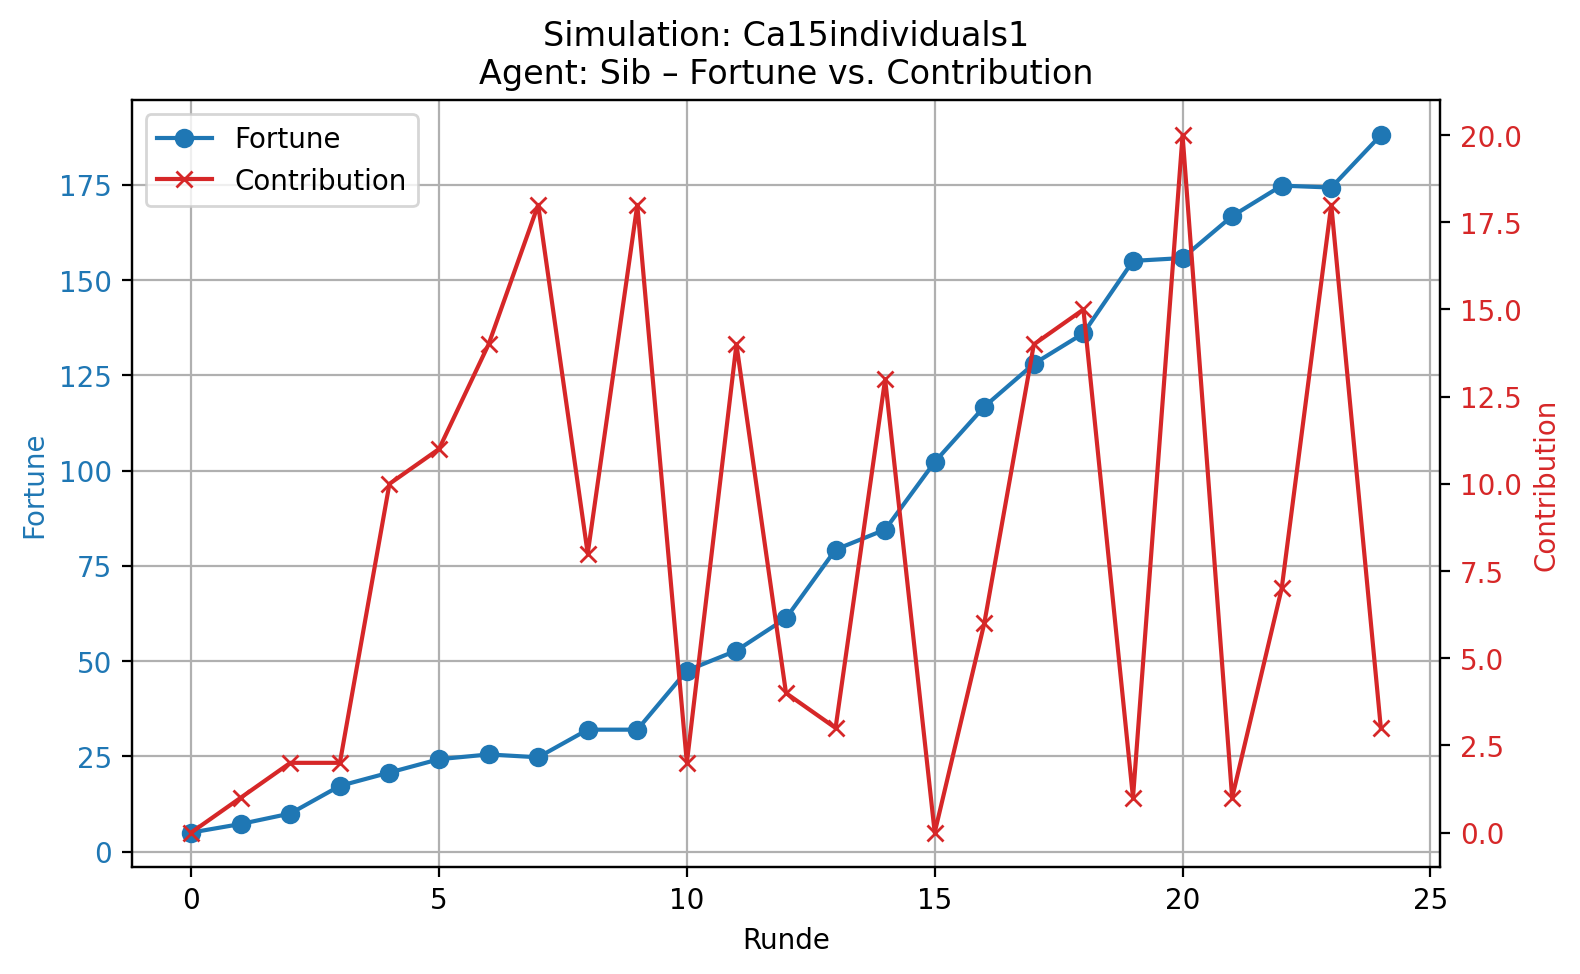 Simulation: Ca15individuals1
Agent: Sib – Fortune vs. Contribution
Fortune
Contribution
175
150
125
100
75
50
25
0
Fortune
20.0
17.5
15.0
12.5
10.0
7.5
5.0
2.5
0.0
Contribution
0 5 10 15 20 25
Runde